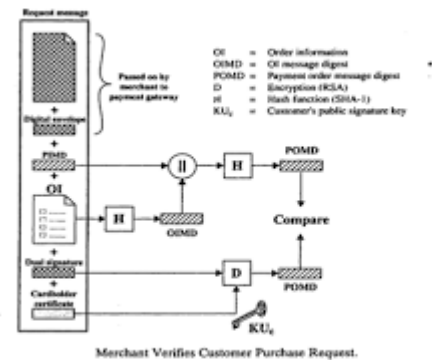 Request message
OI = Order information
OIMD = OI message digest
POMD = Payment order message digest
D = Encryption (RSA)
H = Hash function (SHA-1)
KUc = Customer's public signature key
Passed on by
merchant to
payment gateway
+
Digital envelope
+
PIMD
+
OI
||
H
POMD
H
OIMD
Compare
+
Dual signature
+
Cardholder
certificate
D
POMD
KUc
Merchant Verifies Customer Purchase Request.